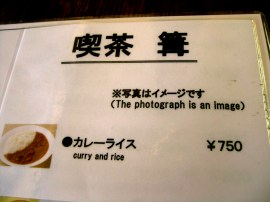 喫茶 篝
※写真はイメージです
(The photograph is an image)
●カレーライス ￥750
curry and rice